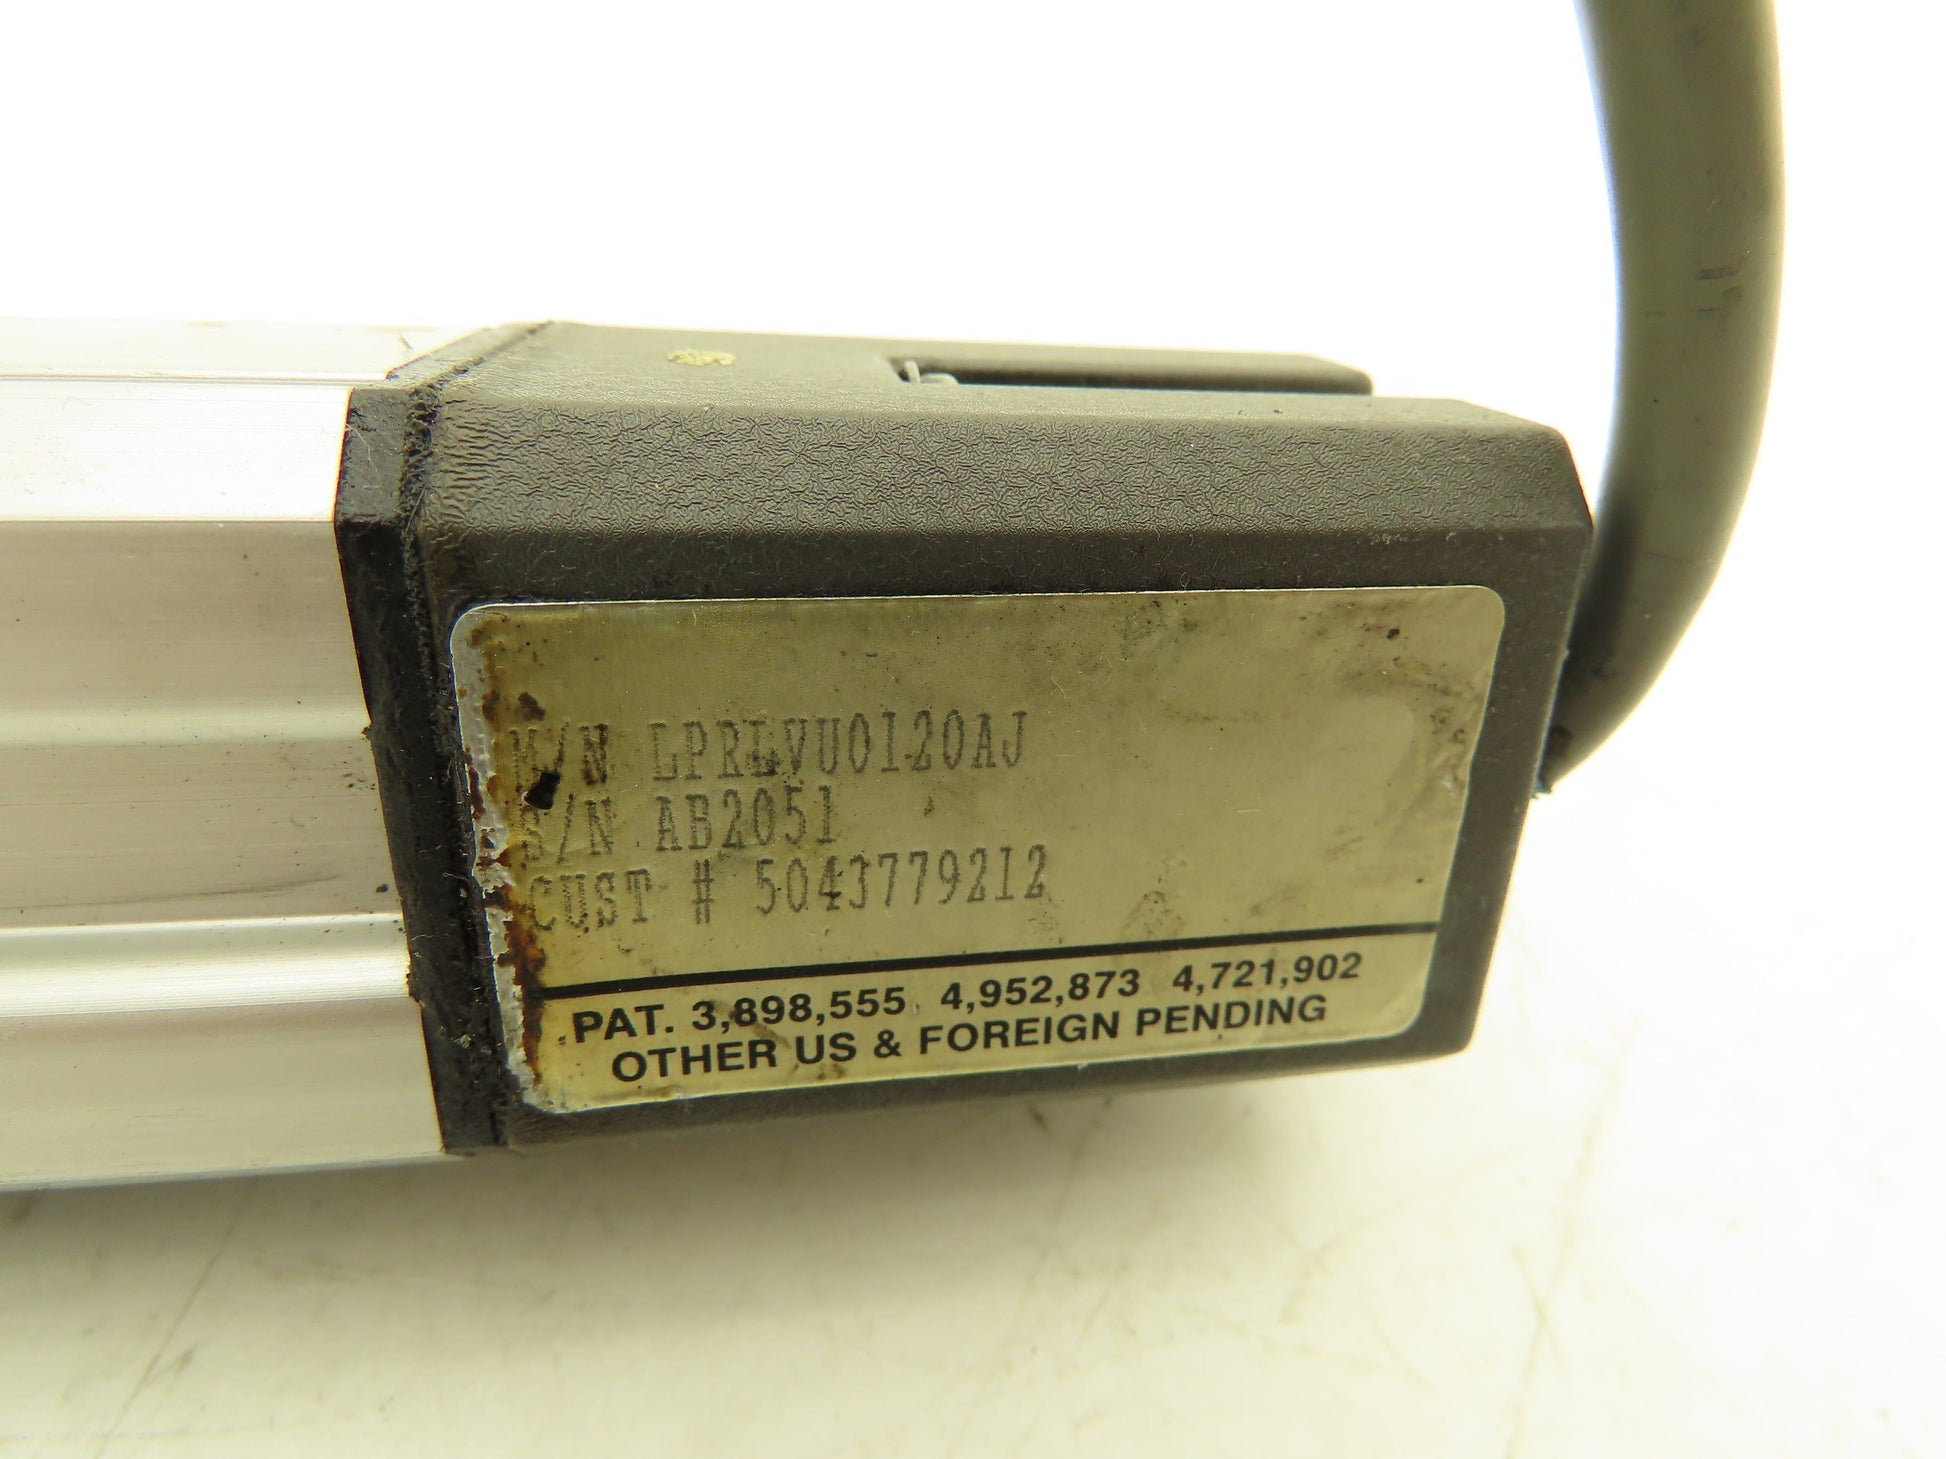 M/N LPRLVU0120AJ
S/N AB2051
CUST # 5043779212
PAT. 3,898,555 4,952,873 4,721,902
OTHER US & FOREIGN PENDING